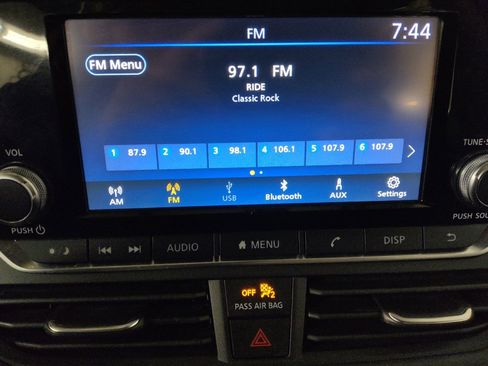 FM
7:44
FM Menu
97.1 FM
RIDE
Classic Rock
1 87.9 2 90.1 3 98.1 4 106.1 5 107.9 6 107.9
AM FM USB Bluetooth AUX Settings
VOL
PUSH
TUNE·S
PUSH SOU
AUDIO MENU DISP
OFF 2
PASS AIR BAG